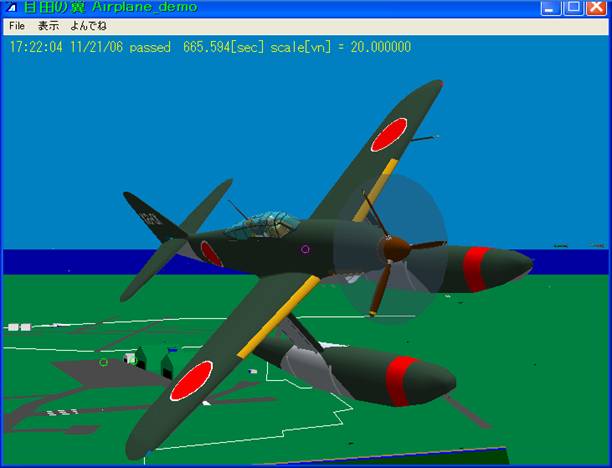 自由の翼 Airplane_demo
File 表示 よんでね
17:22:04 11/21/06 passed 665.594[sec] scale[vn] = 20.000000